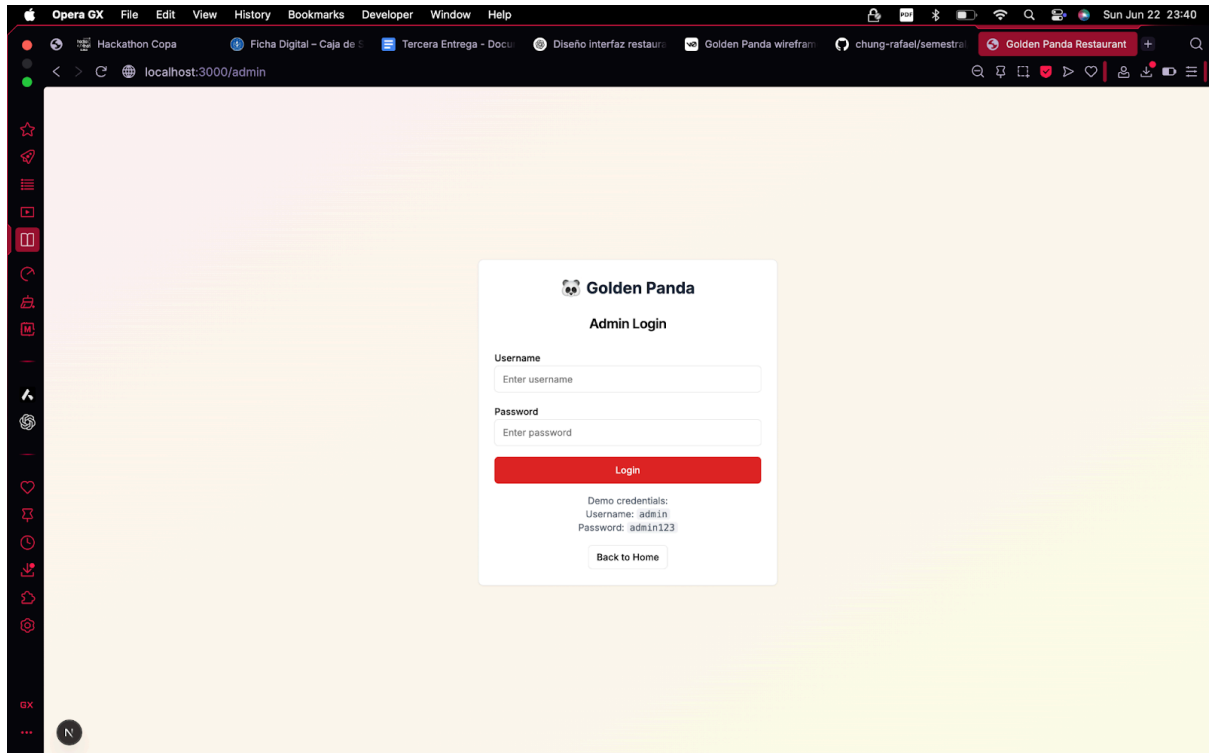 Opera GX File Edit View History Bookmarks Developer Window Help PDF Sun Jun 22 23:40
Hackathon Copa Ficha Digital – Caja de S Tercera Entrega - Docu Diseño interfaz restaura Golden Panda wirefram chung-rafael/semestral Golden Panda Restaurant
localhost:3000/admin
🐼 Golden Panda
Admin Login
Username
Enter username
Password
Enter password
Login
Demo credentials:
Username: admin
Password: admin123
Back to Home
GX
N